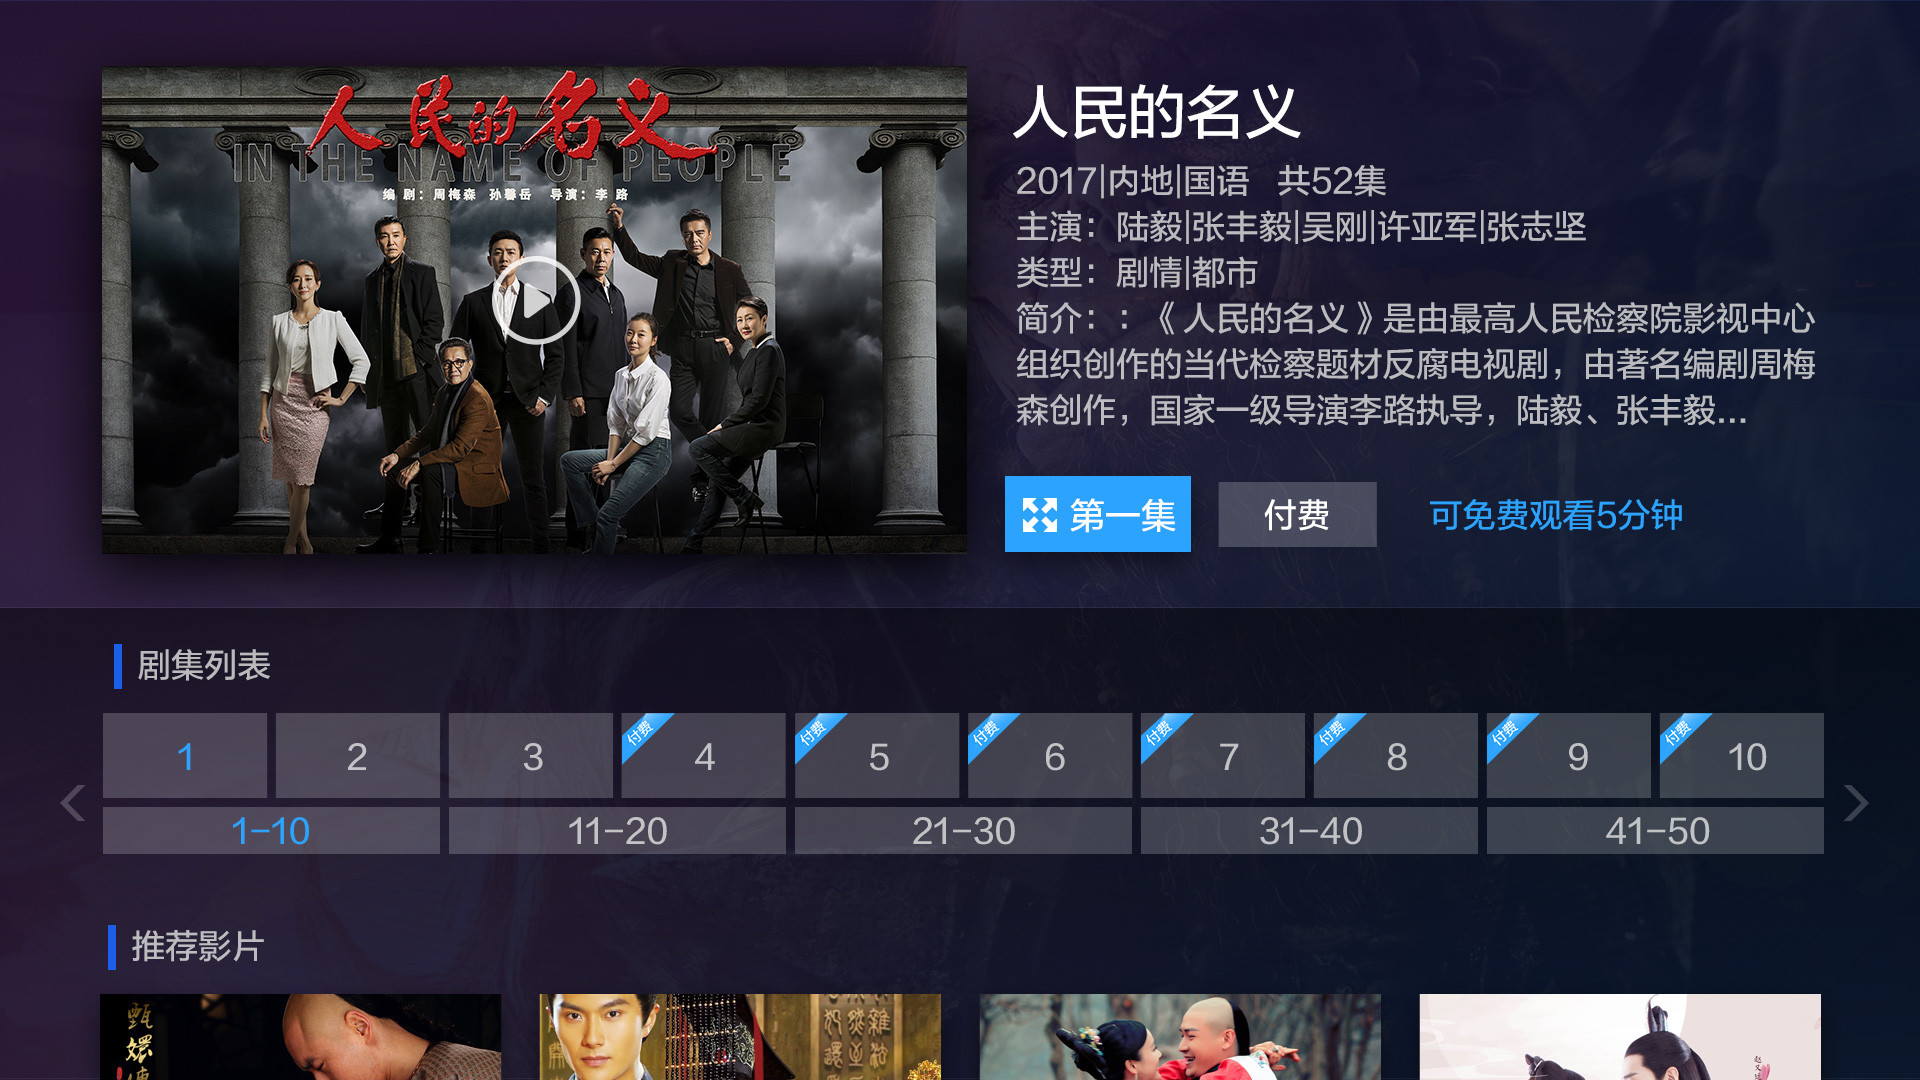 人民的名义
IN THE NAME OF PEOPLE
编 剧：周梅森 孙馨岳 导演：李 路
人民的名义
2017|内地|国语 共52集
主演：陆毅|张丰毅|吴刚|许亚军|张志坚
类型：剧情|都市
简介：：《人民的名义》是由最高人民检察院影视中心
组织创作的当代检察题材反腐电视剧，由著名编剧周梅
森创作，国家一级导演李路执导，陆毅、张丰毅...
第一集
付费
可免费观看5分钟
剧集列表
1
2
3
付费
4
付费
5
付费
6
付费
7
付费
8
付费
9
付费
10
1-10
11-20
21-30
31-40
41-50
推荐影片
甄
嬛